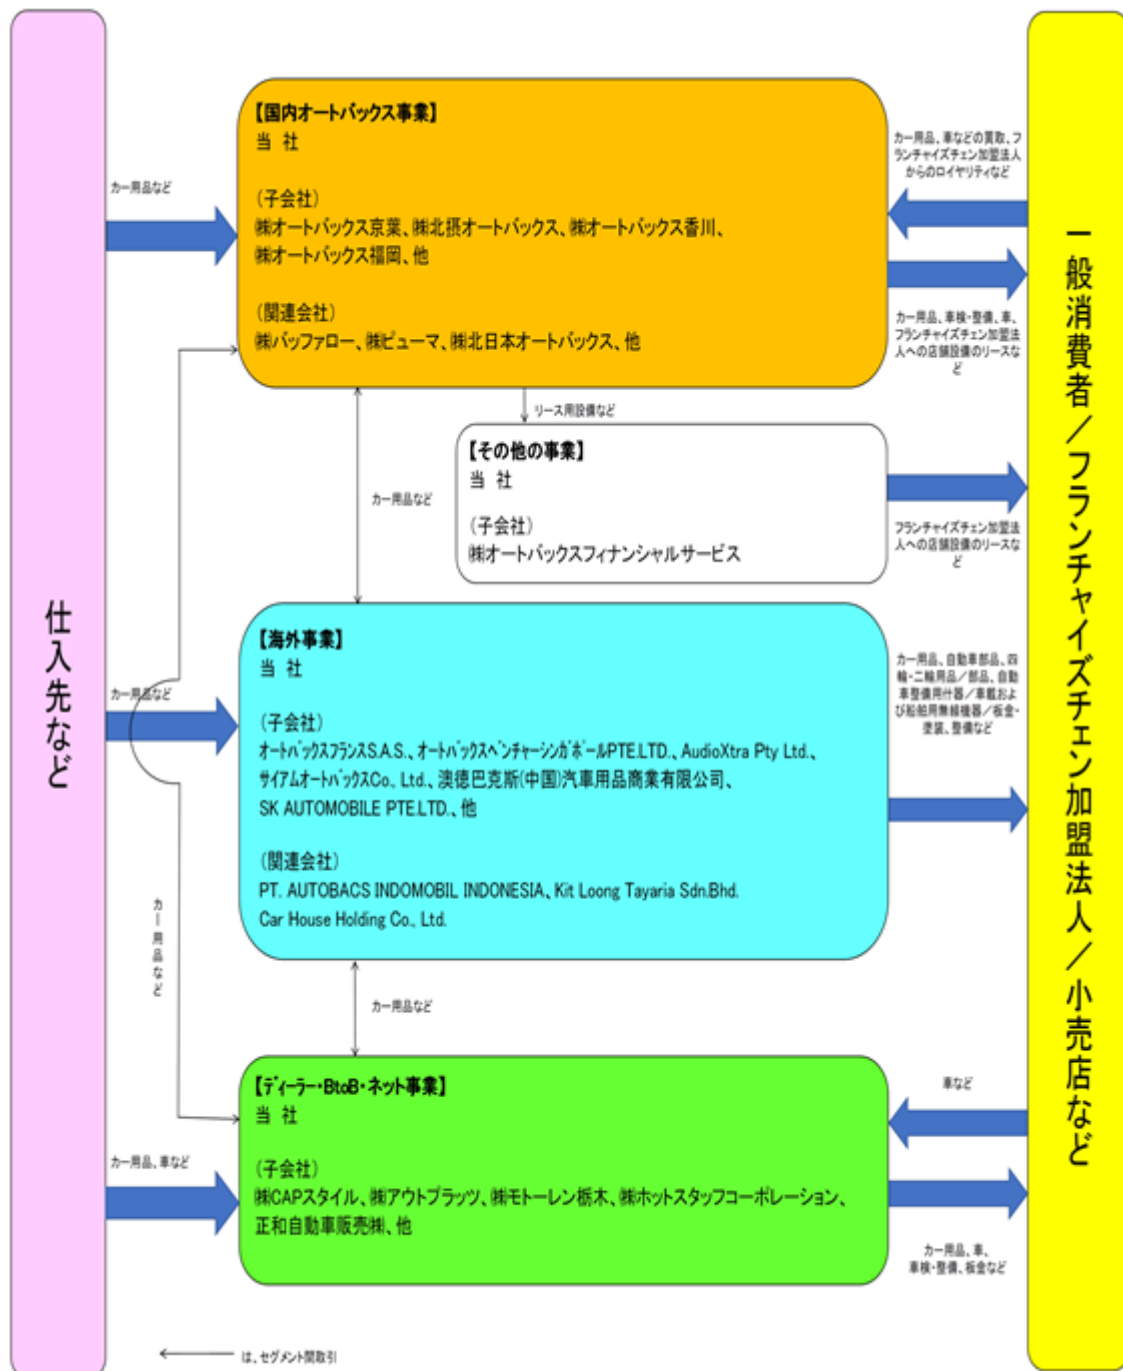 仕入先など
カー用品など
【国内オートバックス事業】
当 社
(子会社)
㈱オートバックス京葉、㈱北摂オートバックス、㈱オートバックス香川、
㈱オートバックス福岡、他
(関連会社)
㈱バッファロー、㈱ピューマ、㈱北日本オートバックス、他
カー用品、車などの買取、フ
ランチャイズチェン加盟法人
からのロイヤリティなど
カー用品、車検・整備、車、
フランチャイズチェン加盟法
人への店舗設備のリースな
ど
リース用設備など
カー用品など
【その他の事業】
当 社
(子会社)
㈱オートバックスフィナンシャルサービス
フランチャイズチェン加盟法
人への店舗設備のリースな
ど
カー用品など
【海外事業】
当 社
(子会社)
オートバックスフランスS.A.S.、オートバックスベンチャーシンガポールPTE.LTD.、AudioXtra Pty Ltd.、
サイアムオートバックスCo., Ltd.、澳德巴克斯(中国)汽車用品商業有限公司、
SK AUTOMOBILE PTE.LTD.、他
(関連会社)
PT. AUTOBACS INDOMOBIL INDONESIA、Kit Loong Tayaria Sdn.Bhd.
Car House Holding Co., Ltd.
カー用品、自動車部品、四
輪・二輪用品/部品、自動
車整備用什器/車載およ
び船舶用無線機器/板金・
塗装、整備など
カー用品など
カー用品など
カー用品、車など
【ディーラー・BtoB・ネット事業】
当 社
(子会社)
㈱CAPスタイル、㈱アウトプラッツ、㈱モトーレン栃木、㈱ホットスタッフコーポレーション、
正和自動車販売㈱、他
車など
カー用品、車、
車検・整備、板金など
一般消費者/フランチャイズチェン加盟法人/小売店など
は、セグメント間取引